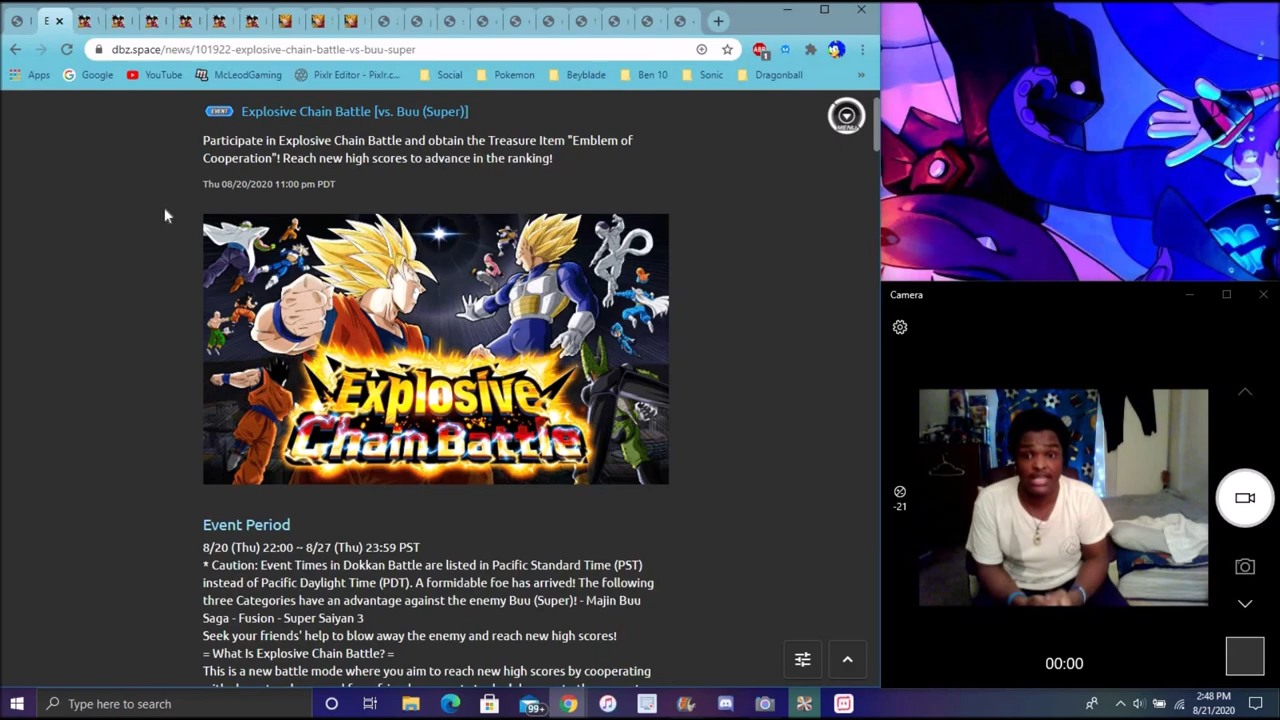 E
dbz.space/news/101922-explosive-chain-battle-vs-buu-super
ABP
1
Apps
Google
YouTube
McLeodGaming
Pixlr Editor - Pixlr.c...
Social
Pokemon
Beyblade
Ben 10
Sonic
Dragonball
»
EVENT
Explosive Chain Battle [vs. Buu (Super)]
MENU
Participate in Explosive Chain Battle and obtain the Treasure Item "Emblem of
Cooperation"! Reach new high scores to advance in the ranking!
Thu 08/20/2020 11:00 pm PDT
Explosive
Chain Battle
Event Period
8/20 (Thu) 22:00 ~ 8/27 (Thu) 23:59 PST
* Caution: Event Times in Dokkan Battle are listed in Pacific Standard Time (PST)
instead of Pacific Daylight Time (PDT). A formidable foe has arrived! The following
three Categories have an advantage against the enemy Buu (Super)! - Majin Buu
Saga - Fusion - Super Saiyan 3
Seek your friends' help to blow away the enemy and reach new high scores!
= What Is Explosive Chain Battle? =
This is a new battle mode where you aim to reach new high scores by cooperating
Camera
-21
00:00
Type here to search
99+
2:48 PM
8/21/2020